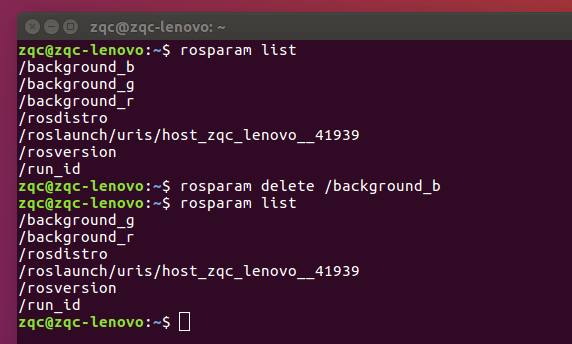 zqc@zqc-lenovo: ~
zqc@zqc-lenovo:~$ rosparam list
/background_b
/background_g
/background_r
/rosdistro
/roslaunch/uris/host_zqc_lenovo__41939
/rosversion
/run_id
zqc@zqc-lenovo:~$ rosparam delete /background_b
zqc@zqc-lenovo:~$ rosparam list
/background_g
/background_r
/rosdistro
/roslaunch/uris/host_zqc_lenovo__41939
/rosversion
/run_id
zqc@zqc-lenovo:~$